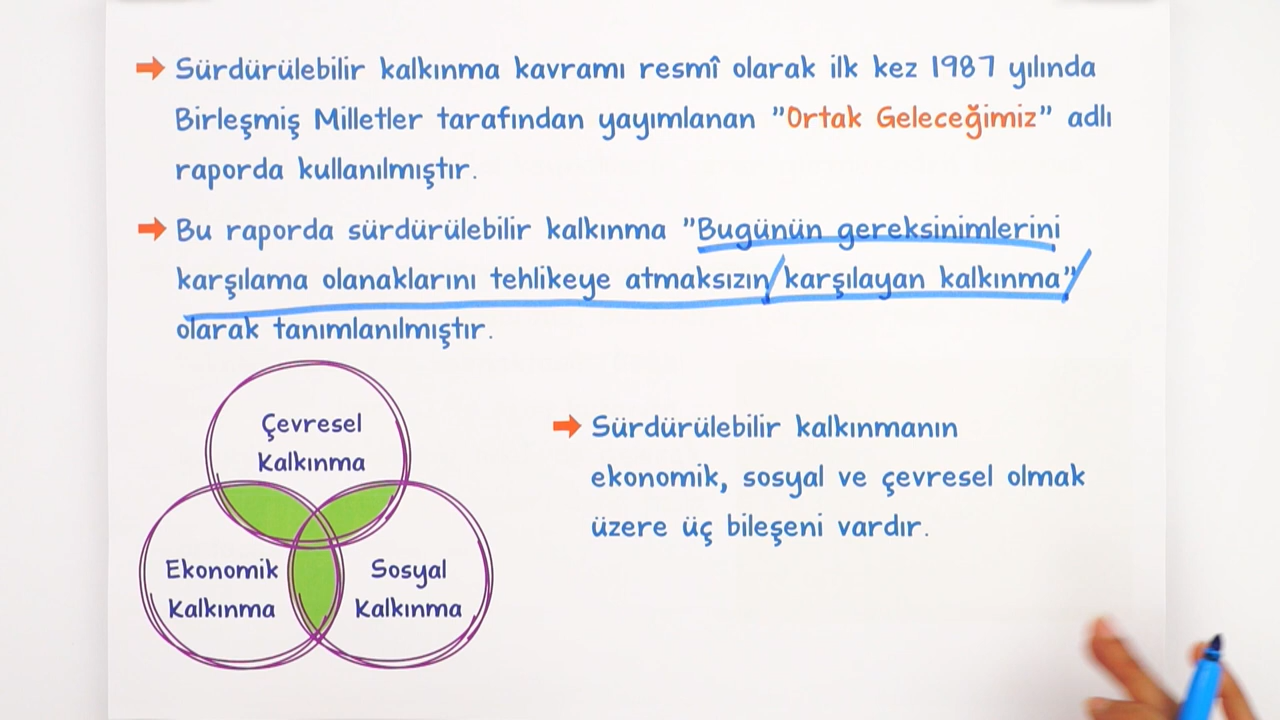 Sürdürülebilir kalkınma kavramı resmî olarak ilk kez 1987 yılında
Birleşmiş Milletler tarafından yayımlanan "Ortak Geleceğimiz" adlı
raporda kullanılmıştır.
Bu raporda sürdürülebilir kalkınma "Bugünün gereksinimlerini
karşılama olanaklarını tehlikeye atmaksızın/karşılayan kalkınma"/
olarak tanımlanılmıştır.
Çevresel
Kalkınma
Ekonomik
Kalkınma
Sosyal
Kalkınma
Sürdürülebilir kalkınmanın
ekonomik, sosyal ve çevresel olmak
üzere üç bileşeni vardır.